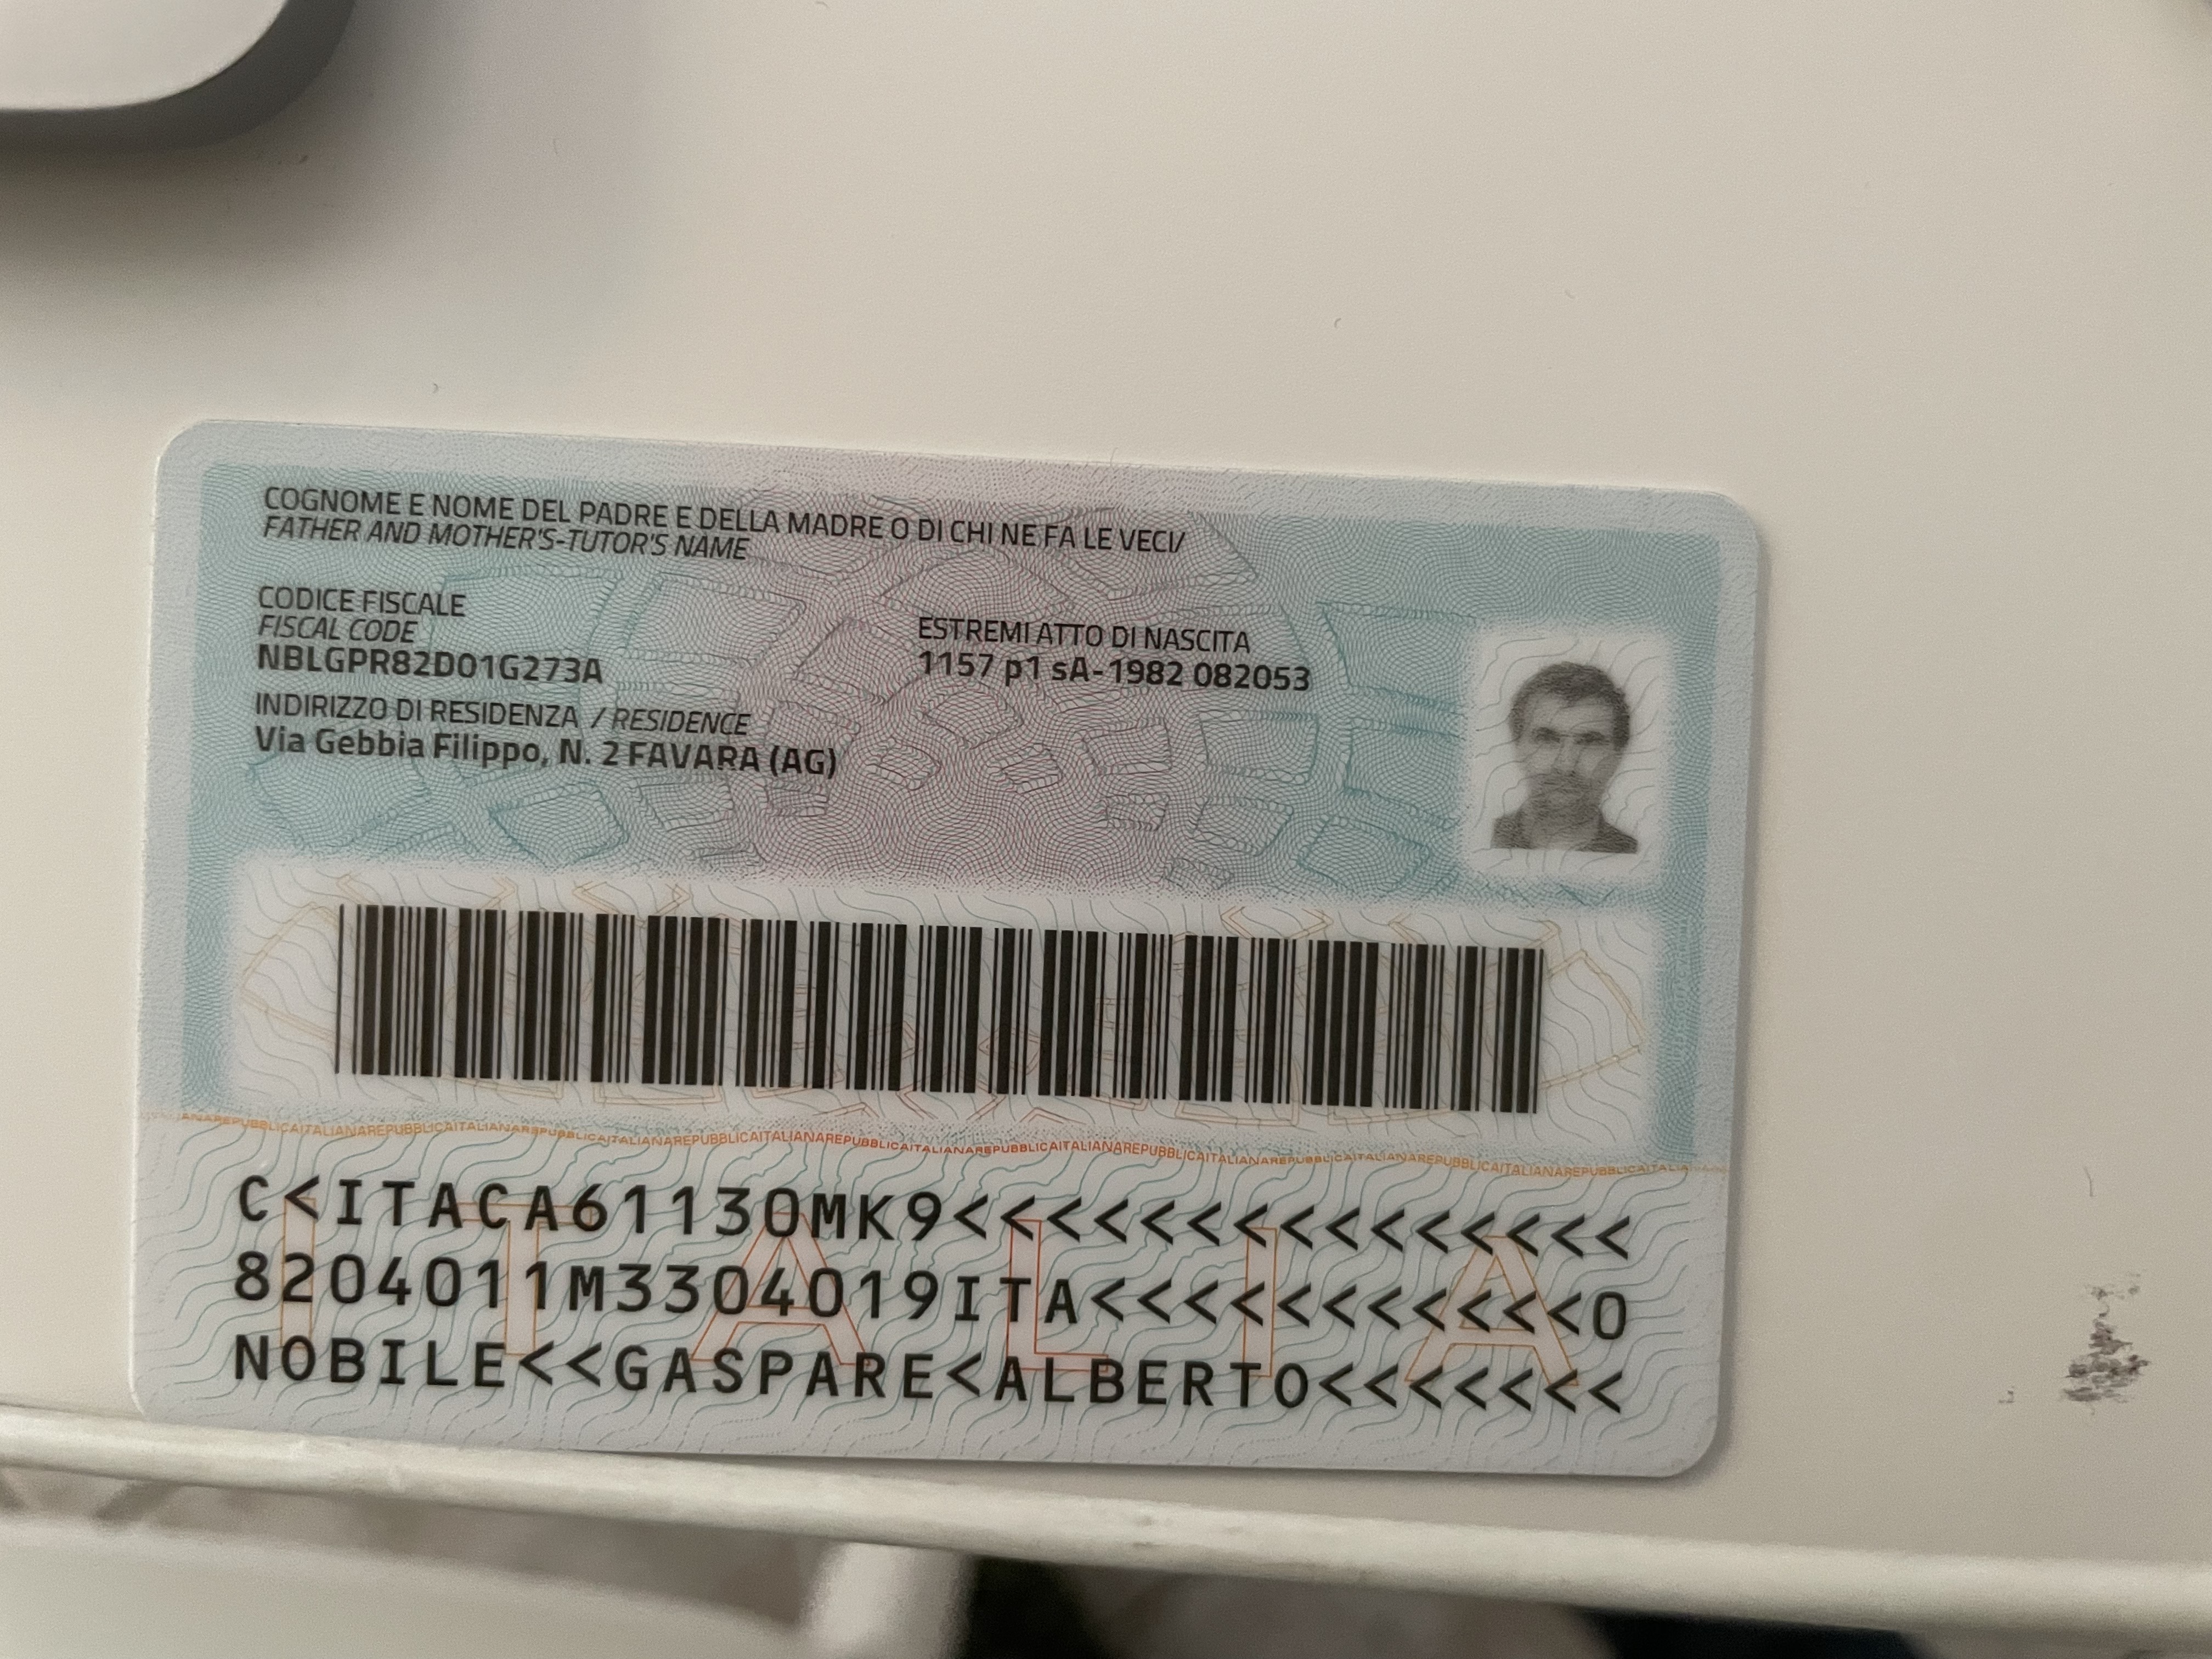 COGNOME E NOME DEL PADRE E DELLA MADRE O DI CHI NE FA LE VECI/
FATHER AND MOTHER'S-TUTOR'S NAME
CODICE FISCALE
FISCAL CODE
NBLGPR82D01G273A
ESTREMI ATTO DI NASCITA
1157 p1 sA-1982 082053
INDIRIZZO DI RESIDENZA / RESIDENCE
Via Gebbia Filippo, N. 2 FAVARA (AG)
C<ITACA61130MK9<<<<<<<<<<<<<<<
8204011M3304019ITA<<<<<<<<<<<0
NOBILE<<GASPARE<ALBERTO<<<<<<<
ITALIA